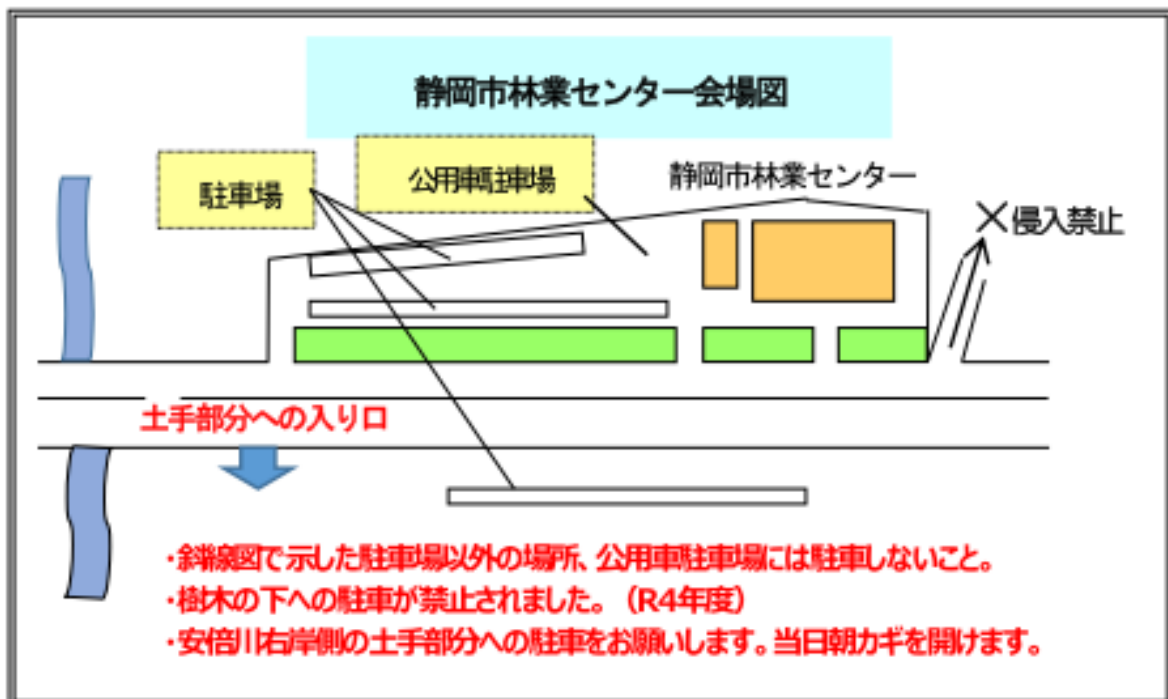 静岡市林業センター会場図
駐車場
公用車駐車場
静岡市林業センター
×侵入禁止
土手部分への入り口
・斜線図で示した駐車場以外の場所、公用車駐車場には駐車しないこと。
・樹木の下への駐車が禁止されました。(R4年度)
・安倍川右岸側の土手部分への駐車をお願いします。当日朝カギを開けます。